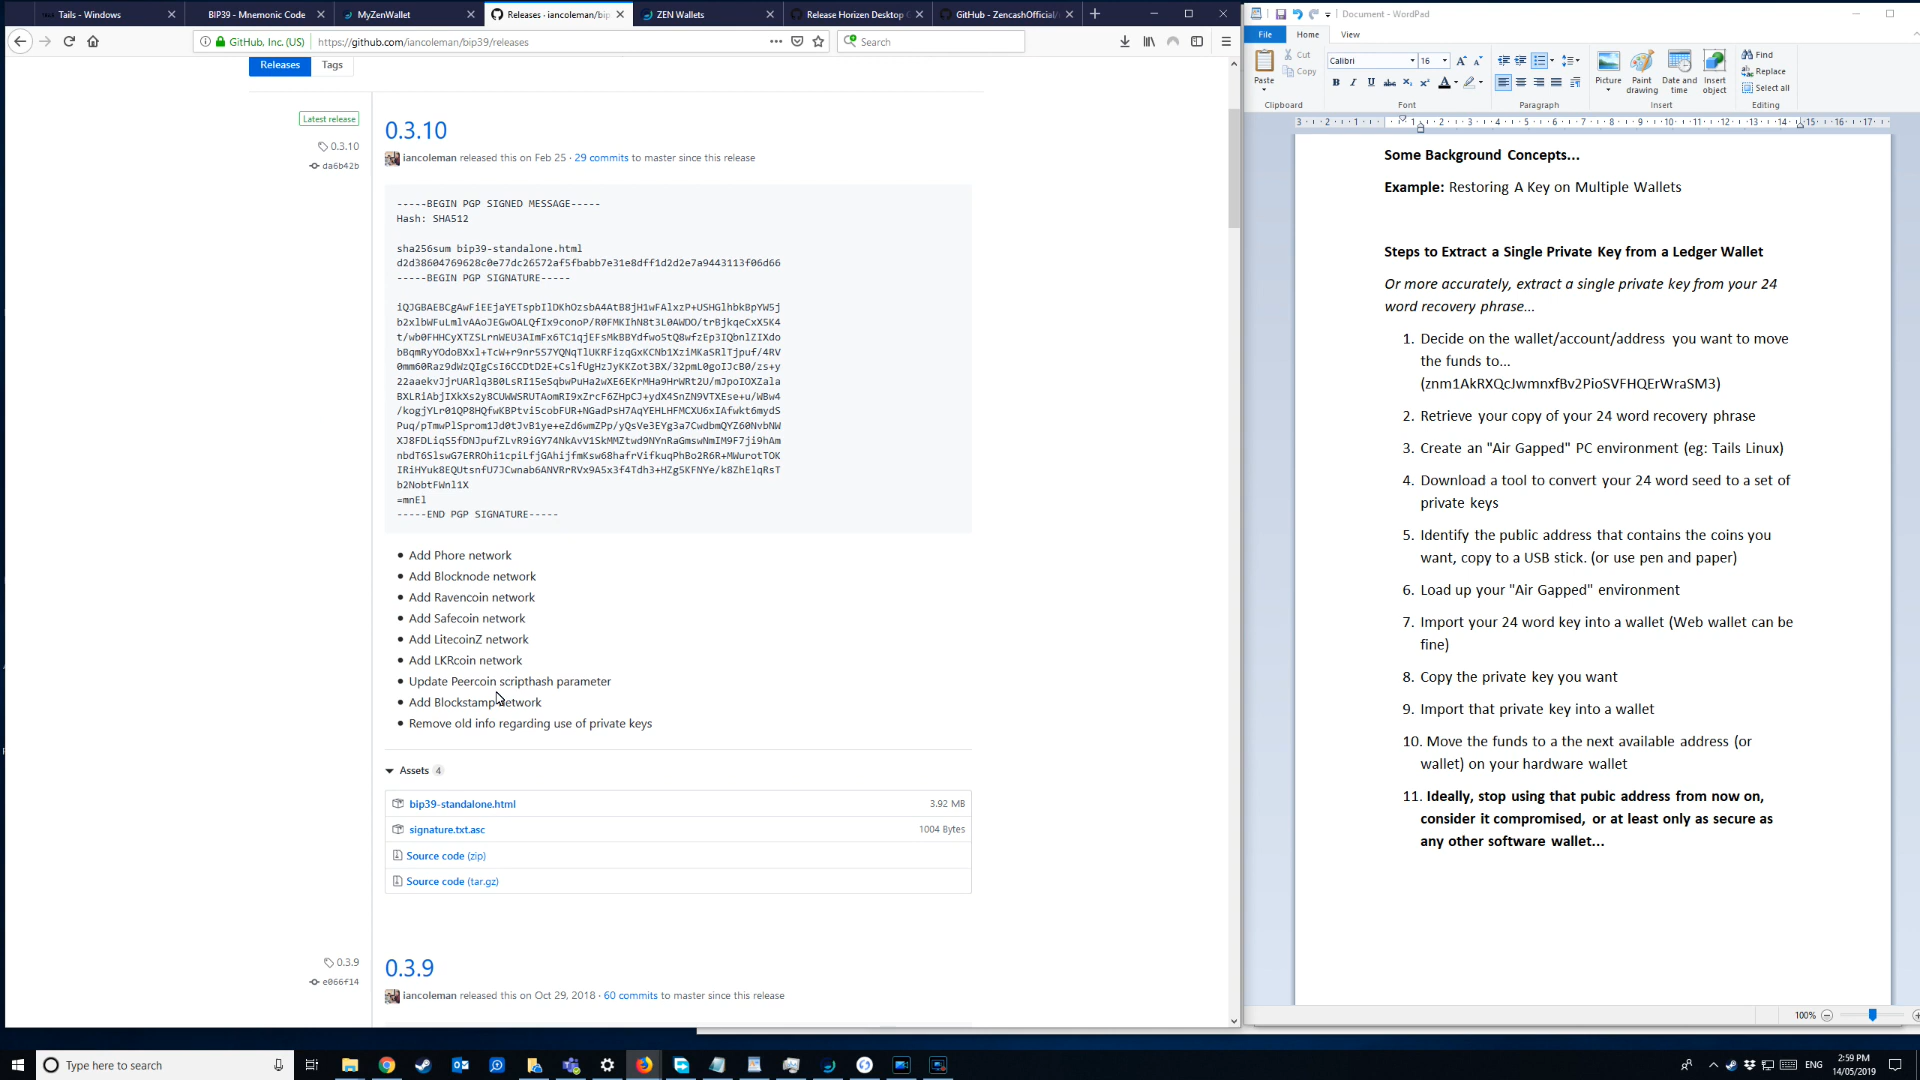 Tails - Windows
BIP39 - Mnemonic Code
MyZenWallet
Releases · iancoleman/bip
ZEN Wallets
Release Horizen Desktop
GitHub - ZencashOfficial/
GitHub, Inc. (US)
https://github.com/iancoleman/bip39/releases
Search
Releases
Tags
Latest release
0.3.10
da6b42b
0.3.10
iancoleman released this on Feb 25 · 29 commits to master since this release
-----BEGIN PGP SIGNED MESSAGE-----
Hash: SHA512
sha256sum bip39-standalone.html
d2d38604769628c0e77dc26572af5fbabb7e31e8dff1d2d2e7a9443113f06d66
-----BEGIN PGP SIGNATURE-----
=mnEl
-----END PGP SIGNATURE-----
Add Phore network
Add Blocknode network
Add Ravencoin network
Add Safecoin network
Add LitecoinZ network
Add LKRcoin network
Update Peercoin scripthash parameter
Add Blockstamp network
Remove old info regarding use of private keys
Assets 4
bip39-standalone.html 3.92 MB
signature.txt.asc 1004 Bytes
Source code (zip)
Source code (tar.gz)
0.3.9
e066f14
0.3.9
iancoleman released this on Oct 29, 2018 · 60 commits to master since this release
Document - WordPad
File Home View
Paste
Cut
Copy
Clipboard
Calibri 16
Font
Paragraph
Picture
Paint drawing
Date and time
Insert object
Insert
Find
Replace
Select all
Editing
Some Background Concepts...
Example: Restoring A Key on Multiple Wallets
Steps to Extract a Single Private Key from a Ledger Wallet
Or more accurately, extract a single private key from your 24
word recovery phrase...
1. Decide on the wallet/account/address you want to move
the funds to...
(znm1AkRXQcJwmnxfBv2PioSVFHQErWraSM3)
2. Retrieve your copy of your 24 word recovery phrase
3. Create an "Air Gapped" PC environment (eg: Tails Linux)
4. Download a tool to convert your 24 word seed to a set of
private keys
5. Identify the public address that contains the coins you
want, copy to a USB stick. (or use pen and paper)
6. Load up your "Air Gapped" environment
7. Import your 24 word key into a wallet (Web wallet can be
fine)
8. Copy the private key you want
9. Import that private key into a wallet
10. Move the funds to a the next available address (or
wallet) on your hardware wallet
11. Ideally, stop using that pubic address from now on,
consider it compromised, or at least only as secure as
any other software wallet...
100%
Type here to search
ENG
2:59 PM
14/05/2019